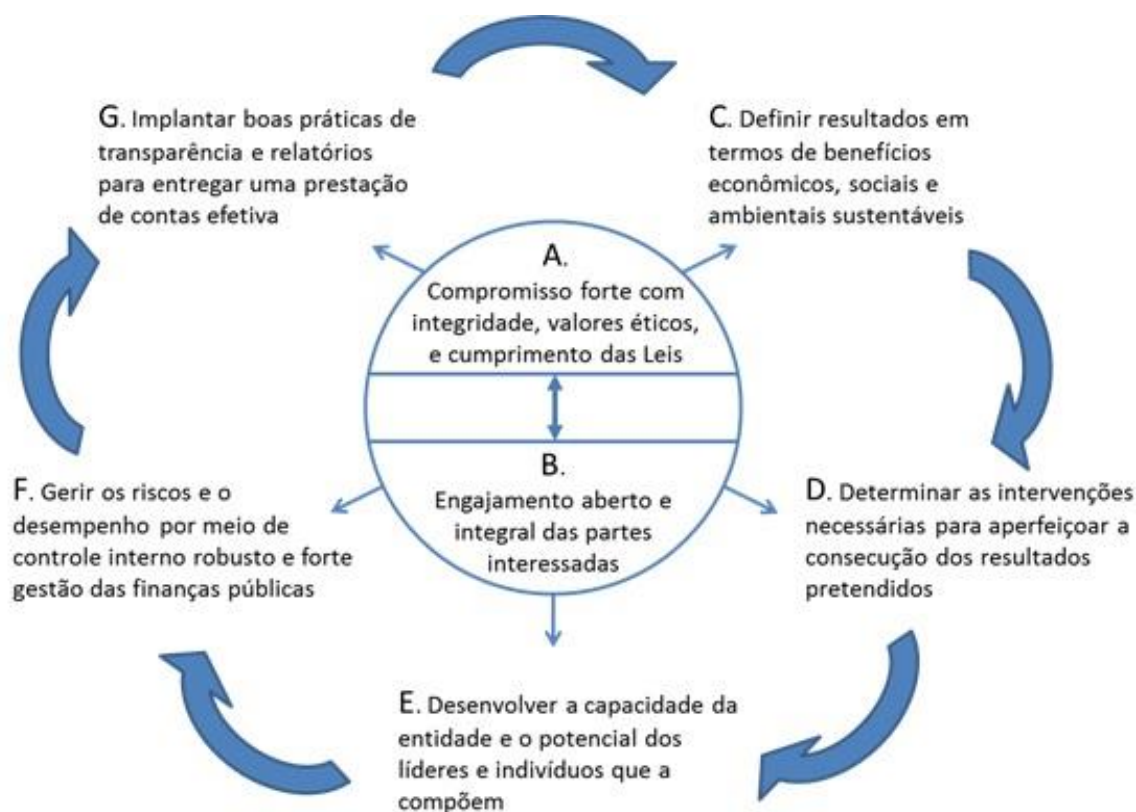 G. Implantar boas práticas de
transparência e relatórios
para entregar uma prestação
de contas efetiva
C. Definir resultados em
termos de benefícios
econômicos, sociais e
ambientais sustentáveis
A.
Compromisso forte com
integridade, valores éticos,
e cumprimento das Leis
B.
Engajamento aberto e
integral das partes
interessadas
F. Gerir os riscos e o
desempenho por meio de
controle interno robusto e forte
gestão das finanças públicas
D. Determinar as intervenções
necessárias para aperfeiçoar a
consecução dos resultados
pretendidos
E. Desenvolver a capacidade da
entidade e o potencial dos
líderes e indivíduos que a
compõem